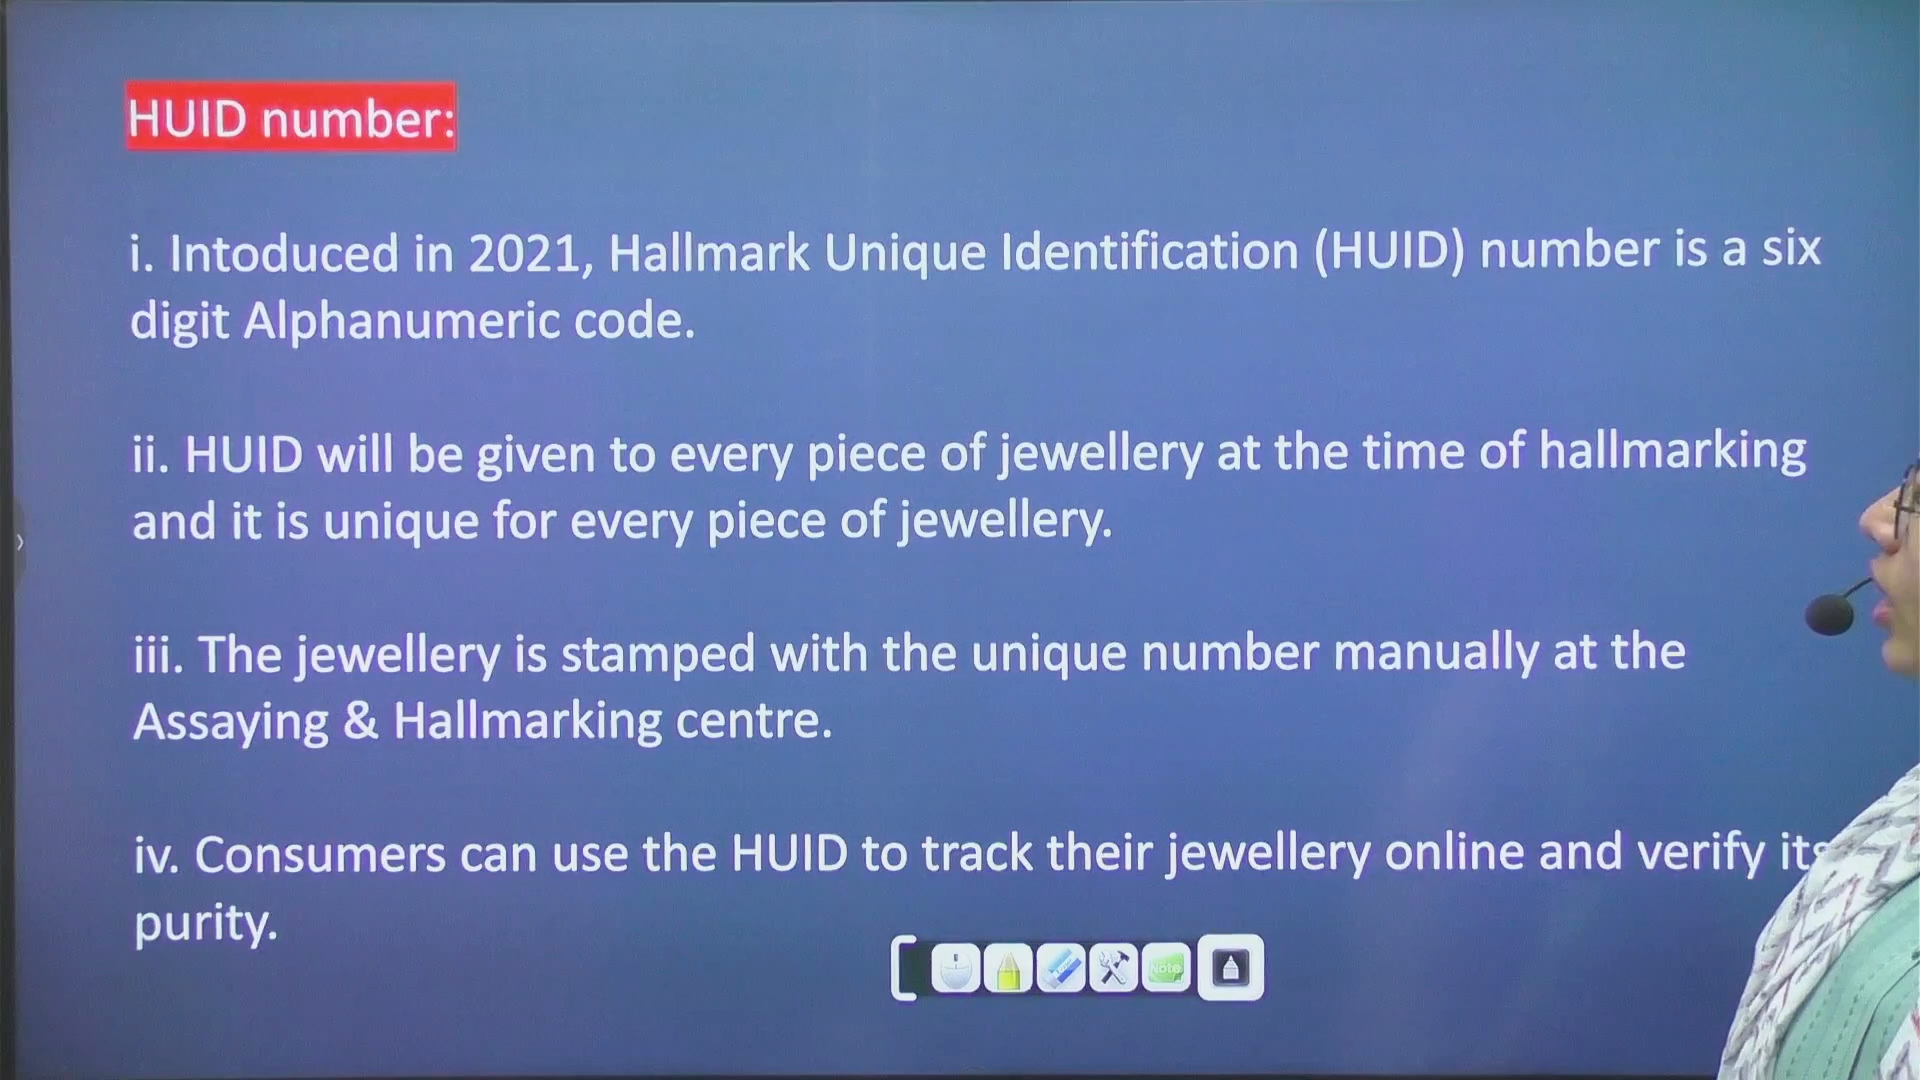 HUID number:
i. Intoduced in 2021, Hallmark Unique Identification (HUID) number is a six
digit Alphanumeric code.
ii. HUID will be given to every piece of jewellery at the time of hallmarking
and it is unique for every piece of jewellery.
iii. The jewellery is stamped with the unique number manually at the
Assaying & Hallmarking centre.
iv. Consumers can use the HUID to track their jewellery online and verify its
purity.
Note